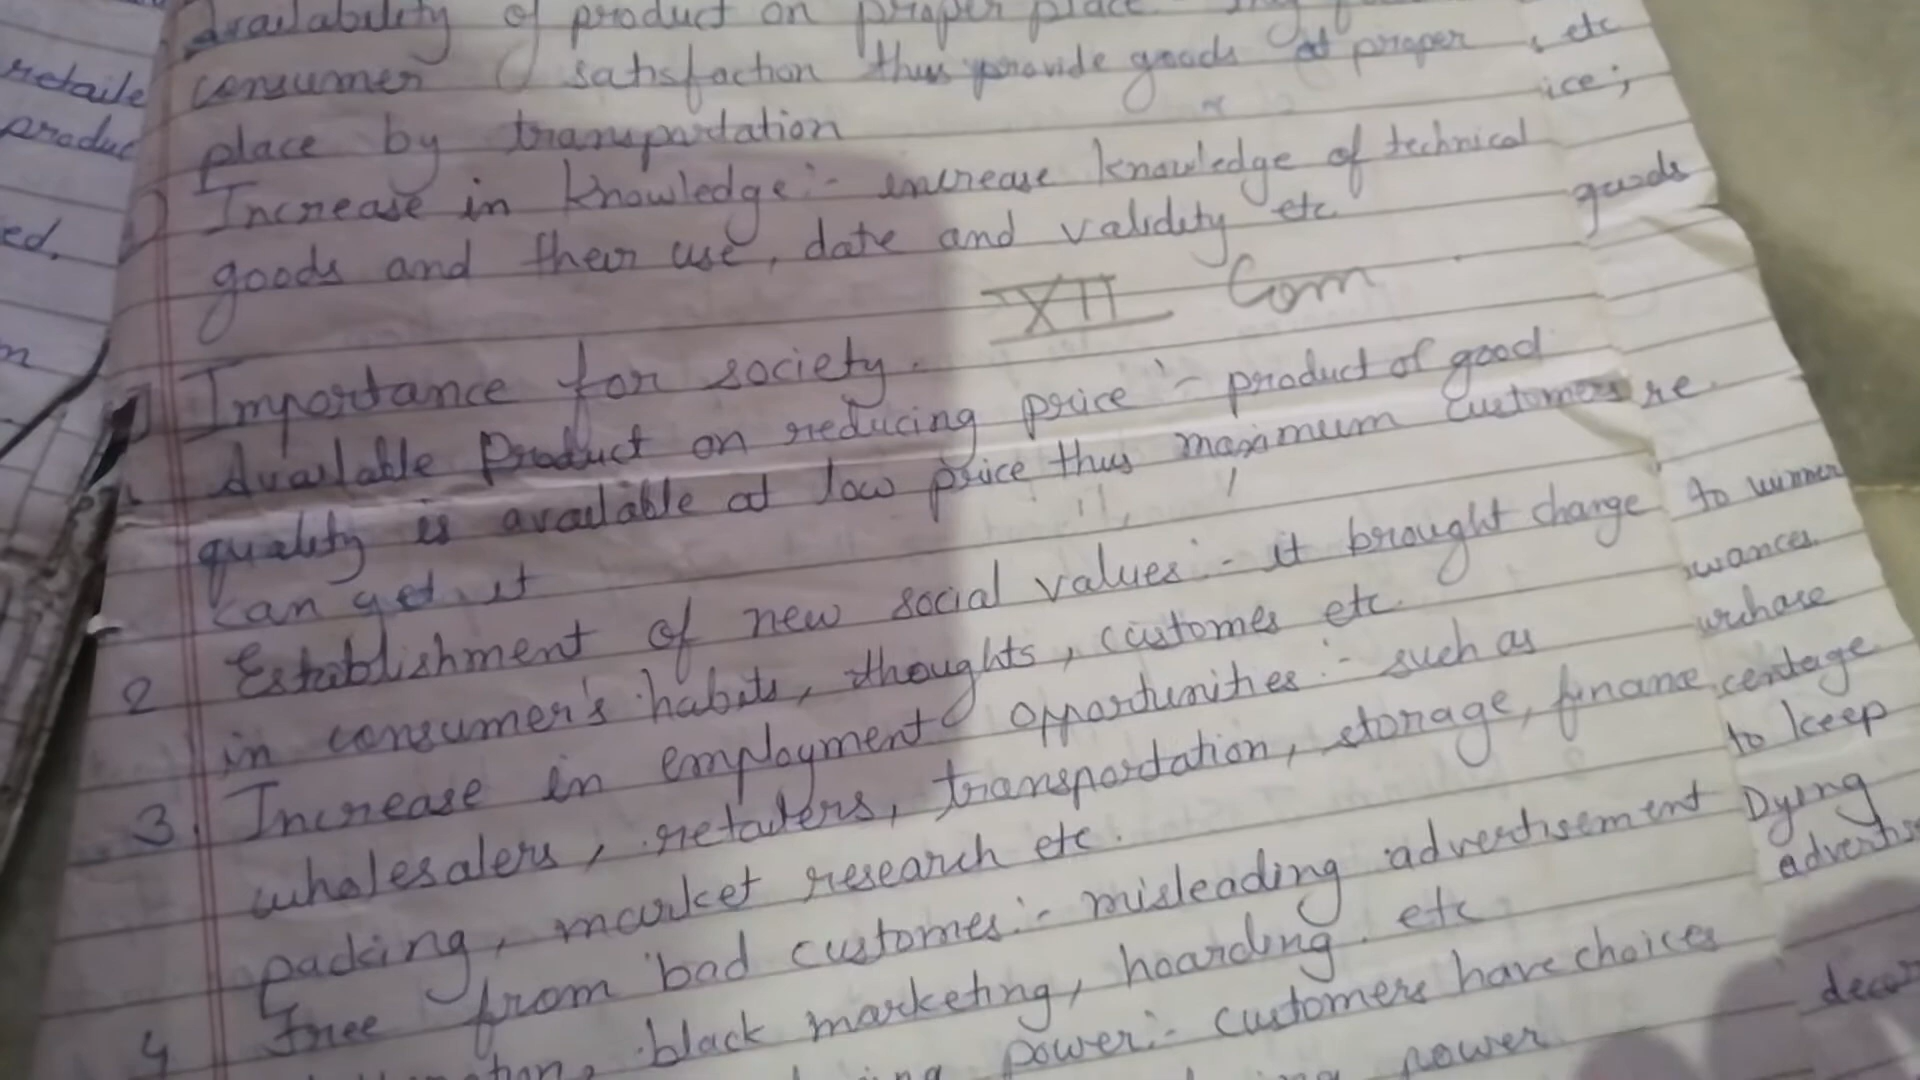 Availability of product on proper place
consumer satisfaction thus provide goods at proper
place by transportation
Increase in knowledge :- increase knowledge of technical
goods and their use, date and validity etc
XII Com
Importance for society.
Available Product on reducing price :- product of good
quality is available at low price thus maximum customers
can get it
2 Establishment of new social values :- it brought change
in consumer's habits, thoughts, customes etc.
3. Increase in employment opportunities :- such as
wholesalers, retailers, transportation, storage, finance,
packing, market research etc.
4 Free from bad customes :- misleading advertisement
black marketing, hoarding. etc
power :- customers have choices
power
retaile
produc
ed.
n
etc
ice;
goods
re.
to
wances.
urchase
centage
to keep
Dying
advertis
decor